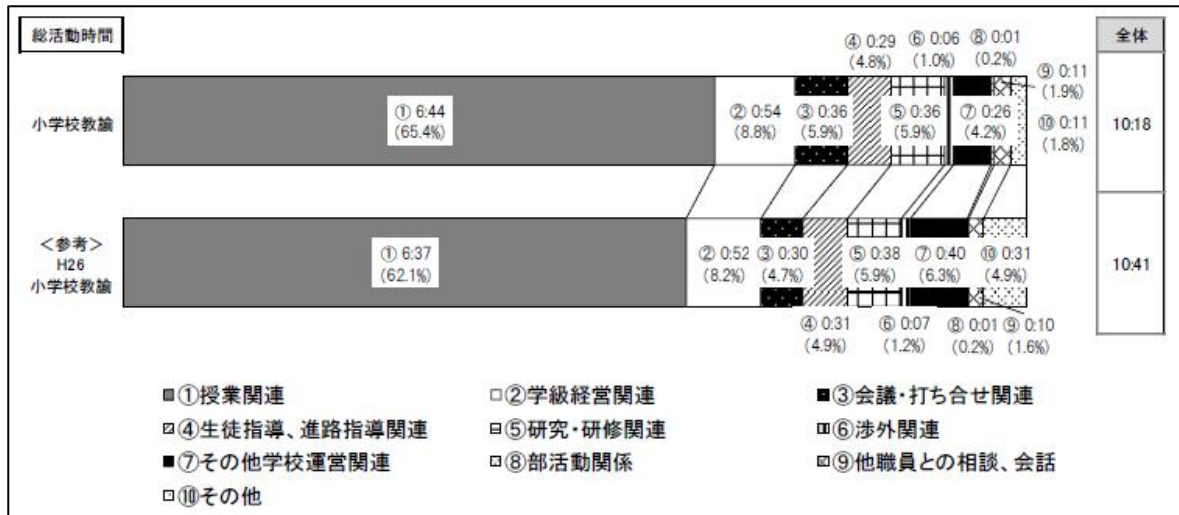 総活動時間
全体
④ 0:29
(4.8%)
⑥ 0:06
(1.0%)
⑧ 0:01
(0.2%)
⑨ 0:11
(1.9%)
小学校教諭
① 6:44
(65.4%)
② 0:54
(8.8%)
③ 0:36
(5.9%)
⑤ 0:36
(5.9%)
⑦ 0:26
(4.2%)
⑩ 0:11
(1.8%)
10:18
<参考>
H26
小学校教諭
① 6:37
(62.1%)
② 0:52
(8.2%)
③ 0:30
(4.7%)
⑤ 0:38
(5.9%)
⑦ 0:40
(6.3%)
⑩ 0:31
(4.9%)
10:41
④ 0:31
(4.9%)
⑥ 0:07
(1.2%)
⑧ 0:01
(0.2%)
⑨ 0:10
(1.6%)
①授業関連
②学級経営関連
③会議・打ち合せ関連
④生徒指導、進路指導関連
⑤研究・研修関連
⑥渉外関連
⑦その他学校運営関連
⑧部活動関係
⑨他職員との相談、会話
⑩その他